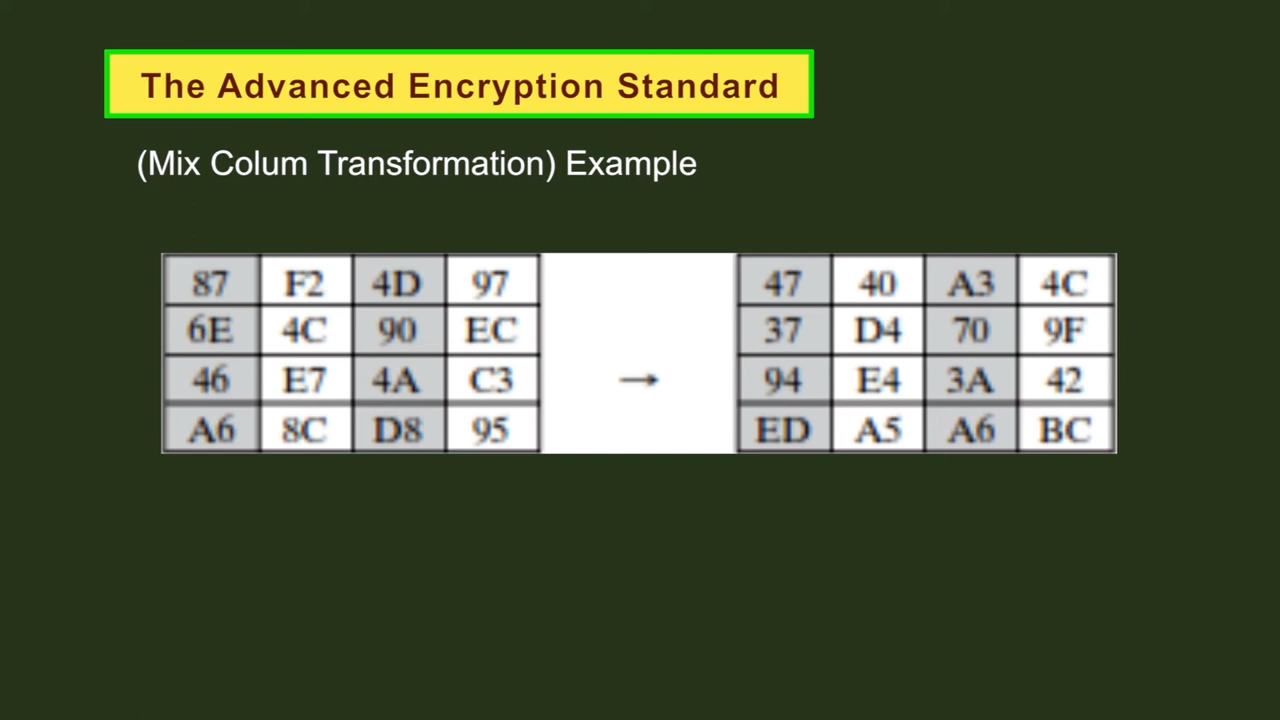 The Advanced Encryption Standard
(Mix Colum Transformation) Example
87 F2 4D 97 47 40 A3 4C
6E 4C 90 EC 37 D4 70 9F
46 E7 4A C3 → 94 E4 3A 42
A6 8C D8 95 ED A5 A6 BC